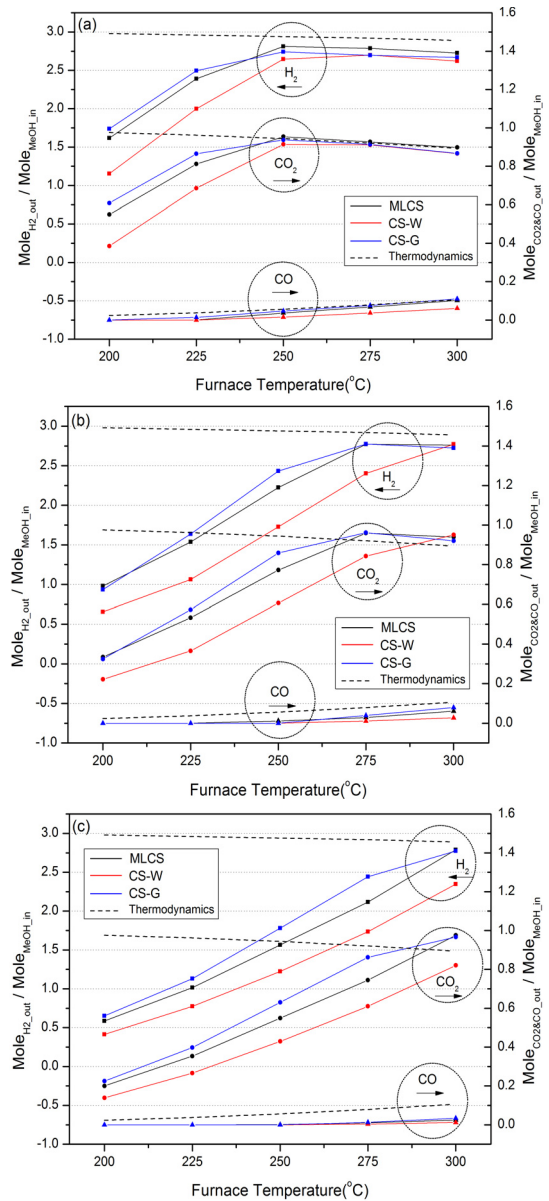 (a)
3.0
2.5
2.0
1.5
1.0
0.5
0.0
-0.5
-1.0
Mole_H2_out / Mole_MeOH_in
1.6
1.4
1.2
1.0
0.8
0.6
0.4
0.2
0.0
Mole_CO2&CO_out / Mole_MeOH_in
H2
CO2
CO
MLCS
CS-W
CS-G
Thermodynamics
200 225 250 275 300
Furnace Temperature(°C)
(b)
3.0
2.5
2.0
1.5
1.0
0.5
0.0
-0.5
-1.0
Mole_H2_out / Mole_MeOH_in
1.6
1.4
1.2
1.0
0.8
0.6
0.4
0.2
0.0
Mole_CO2&CO_out / Mole_MeOH_in
H2
CO2
CO
MLCS
CS-W
CS-G
Thermodynamics
200 225 250 275 300
Furnace Temperature(°C)
(c)
3.0
2.5
2.0
1.5
1.0
0.5
0.0
-0.5
-1.0
Mole_H2_out / Mole_MeOH_in
1.6
1.4
1.2
1.0
0.8
0.6
0.4
0.2
0.0
Mole_CO2&CO_out / Mole_MeOH_in
MLCS
CS-W
CS-G
Thermodynamics
H2
CO2
CO
200 225 250 275 300
Furnace Temperature(°C)